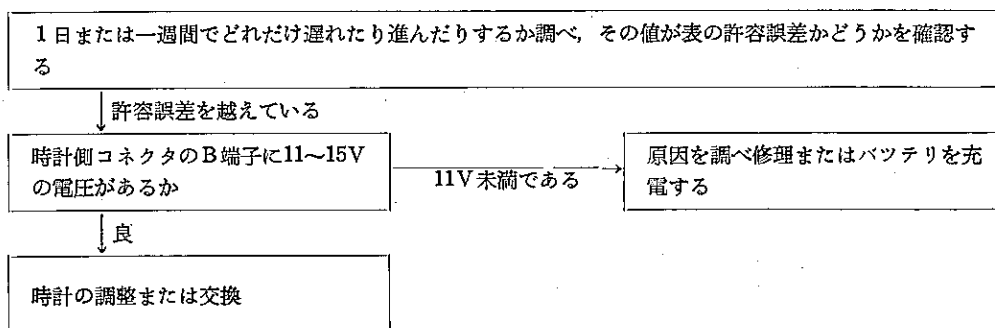 1日または一週間でどれだけ遅れたり進んだりするか調べ，その値が表の許容誤差かどうかを確認す
る
許容誤差を越えている
時計側コネクタのB端子に11～15V
の電圧があるか
11V未満である
原因を調べ修理またはバッテリを充
電する
良
時計の調整または交換